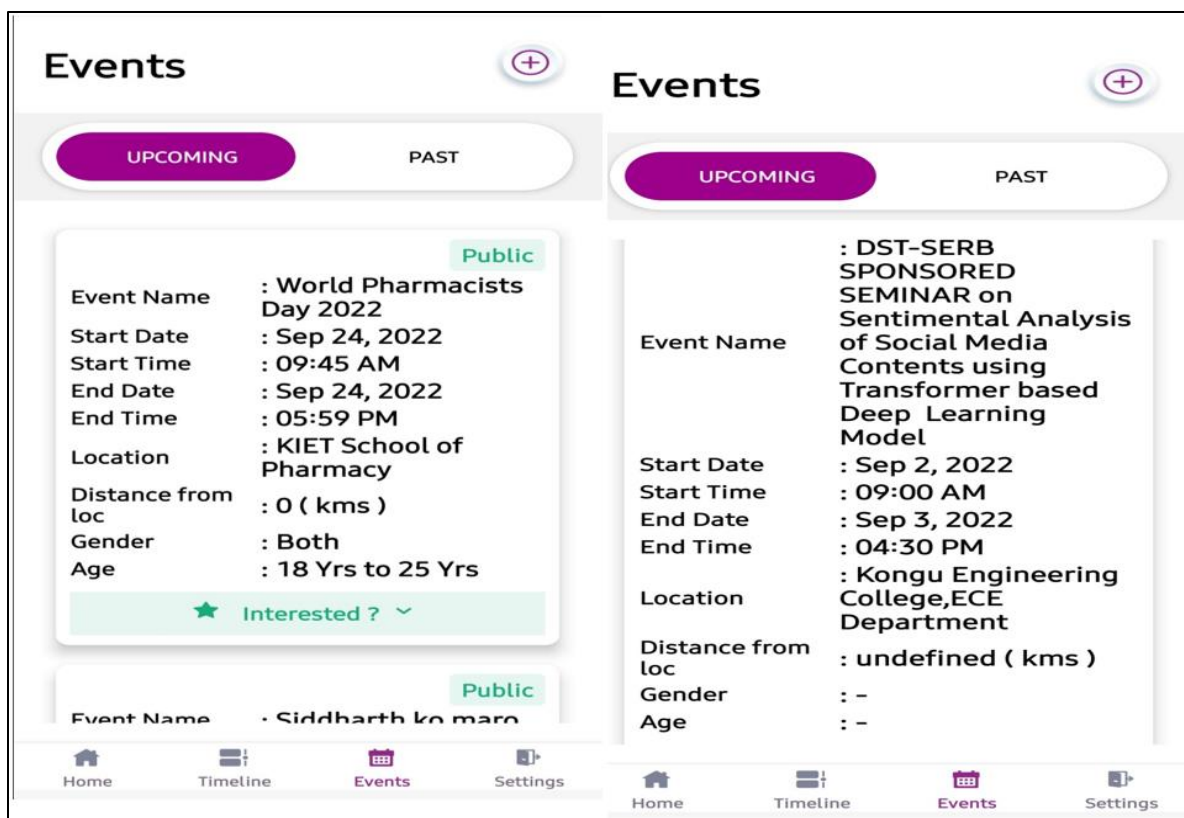 Events
UPCOMING PAST
Public
Event Name : World Pharmacists
Day 2022
Start Date : Sep 24, 2022
Start Time : 09:45 AM
End Date : Sep 24, 2022
End Time : 05:59 PM
Location : KIET School of
Pharmacy
Distance from
loc : 0 ( kms )
Gender : Both
Age : 18 Yrs to 25 Yrs
Interested ?
Public
Event Name : Siddharth ko maro
Home Timeline Events Settings
Events
UPCOMING PAST
Event Name : DST-SERB
SPONSORED
SEMINAR on
Sentimental Analysis
of Social Media
Contents using
Transformer based
Deep Learning
Model
Start Date : Sep 2, 2022
Start Time : 09:00 AM
End Date : Sep 3, 2022
End Time : 04:30 PM
Location : Kongu Engineering
College,ECE
Department
Distance from
loc : undefined ( kms )
Gender : -
Age : -
Home Timeline Events Settings